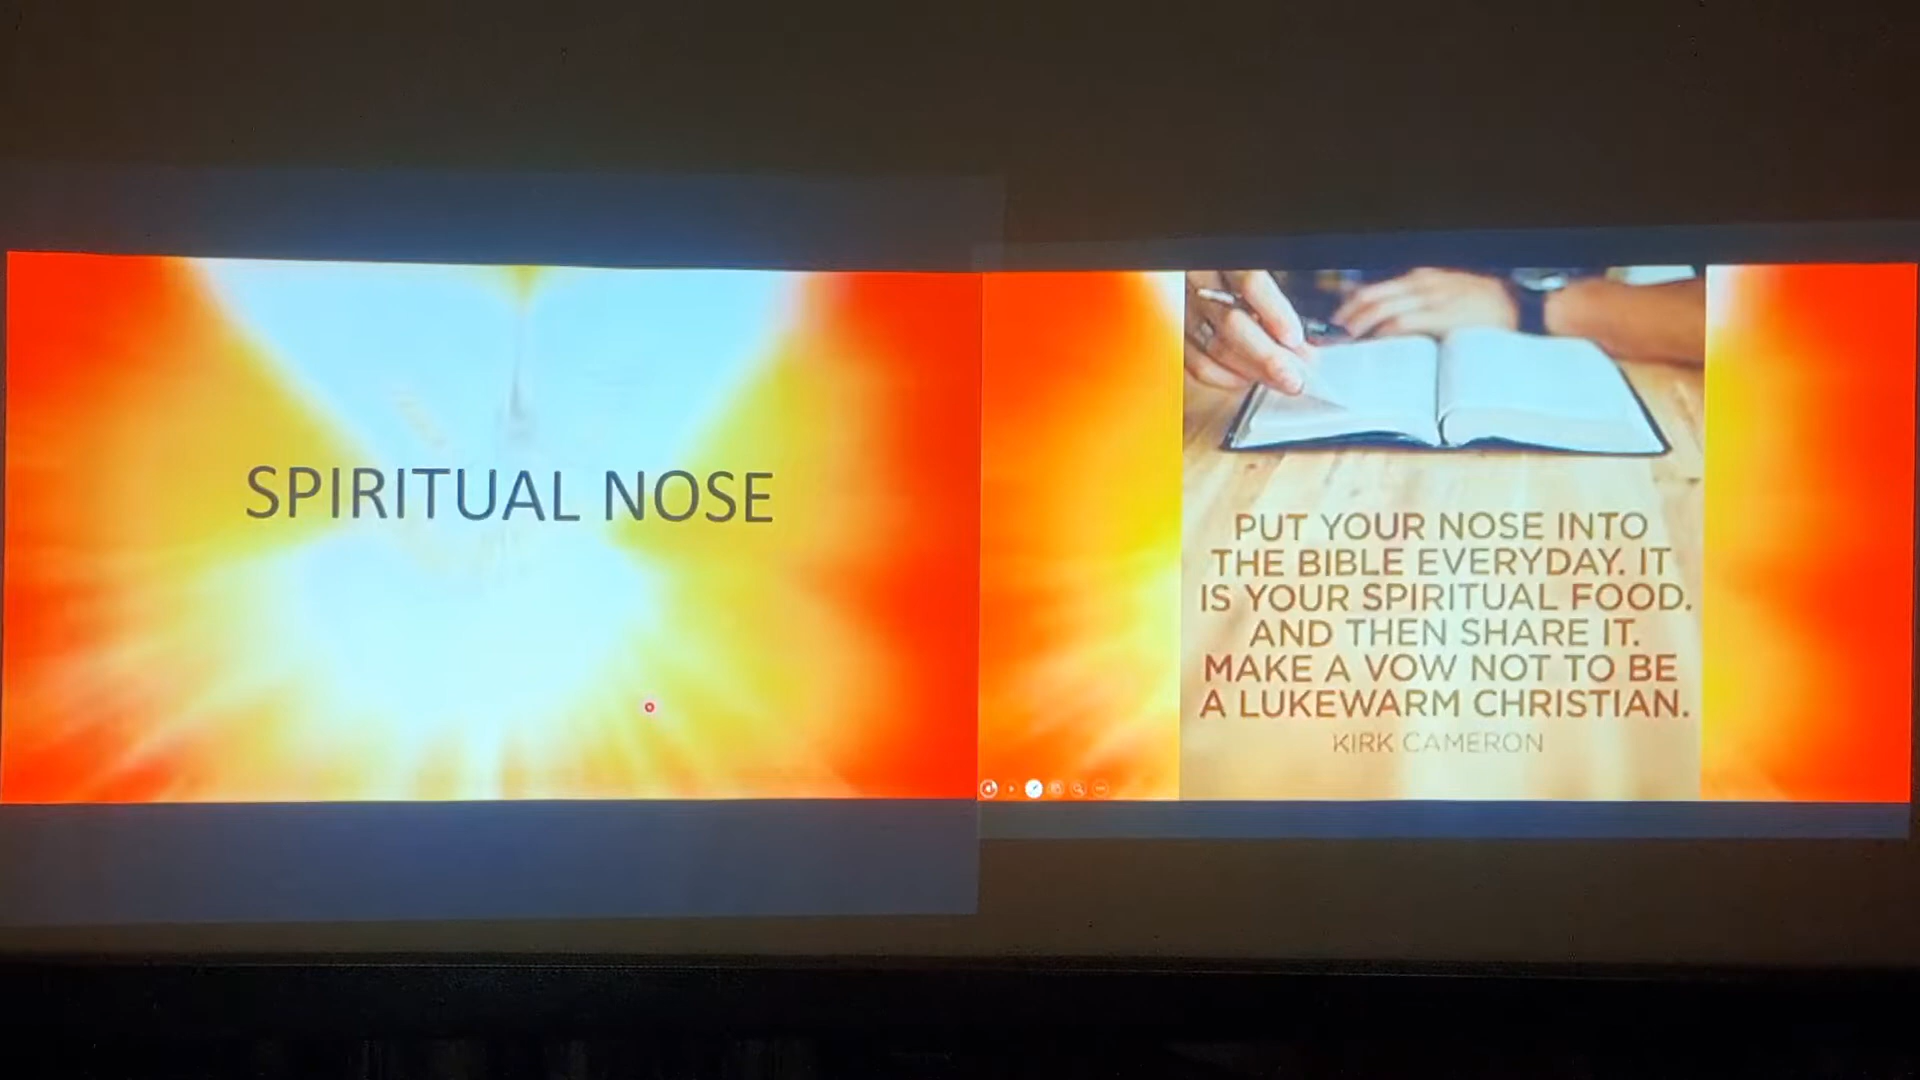 SPIRITUAL NOSE
PUT YOUR NOSE INTO
THE BIBLE EVERYDAY. IT
IS YOUR SPIRITUAL FOOD.
AND THEN SHARE IT.
MAKE A VOW NOT TO BE
A LUKEWARM CHRISTIAN.
KIRK CAMERON